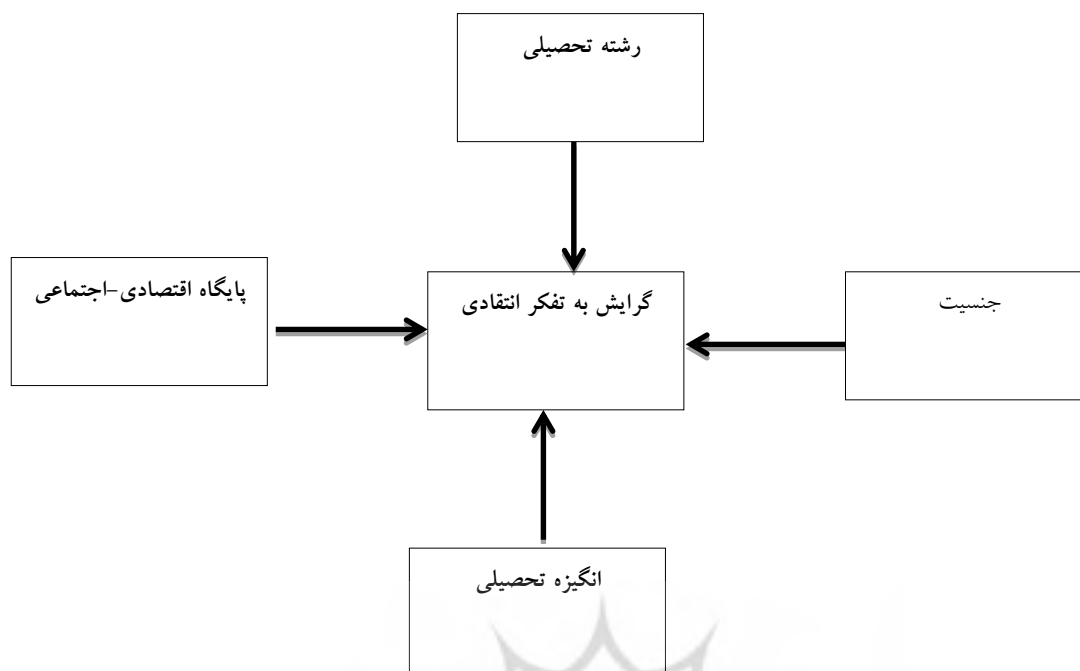 رشته تحصیلی
پایگاه اقتصادی-اجتماعی
گرایش به تفکر انتقادی
جنسیت
انگیزه تحصیلی